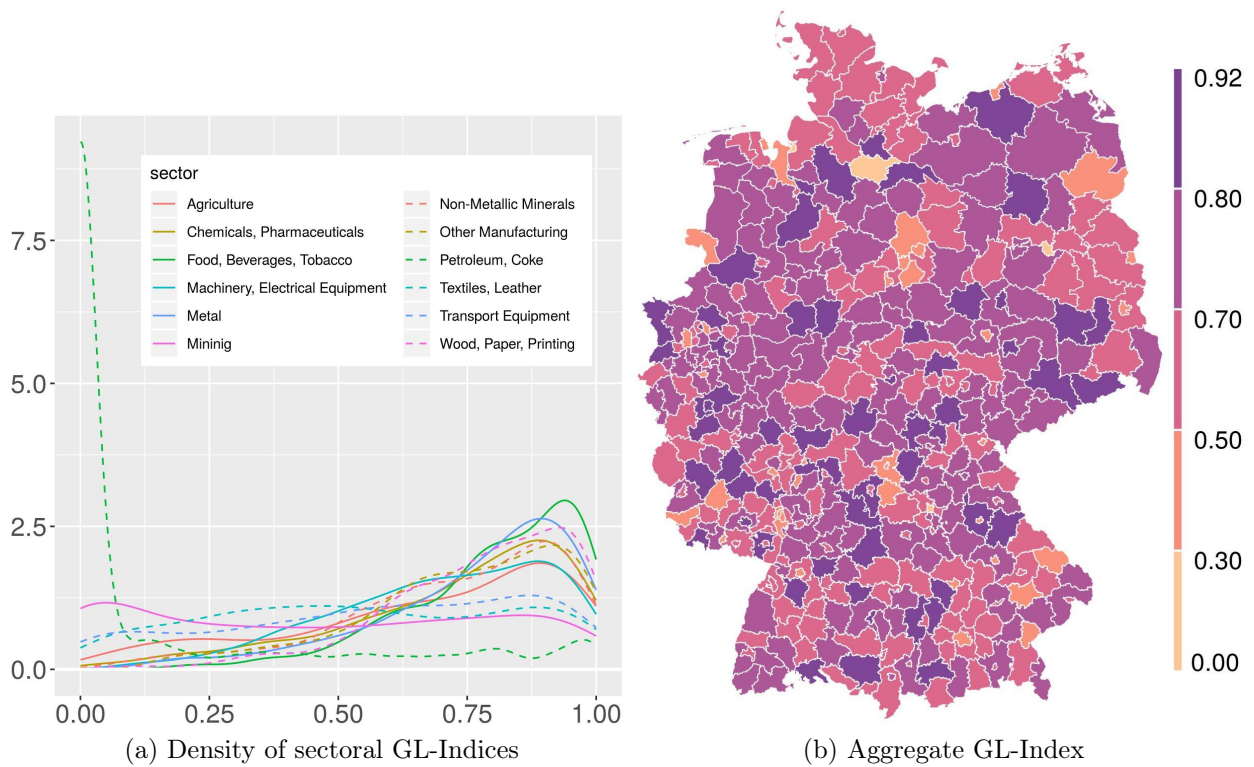 sector
Agriculture
Chemicals, Pharmaceuticals
Food, Beverages, Tobacco
Machinery, Electrical Equipment
Metal
Mininig
Non-Metallic Minerals
Other Manufacturing
Petroleum, Coke
Textiles, Leather
Transport Equipment
Wood, Paper, Printing
7.5
5.0
2.5
0.0
0.00 0.25 0.50 0.75 1.00
(a) Density of sectoral GL-Indices
0.92
0.80
0.70
0.50
0.30
0.00
(b) Aggregate GL-Index